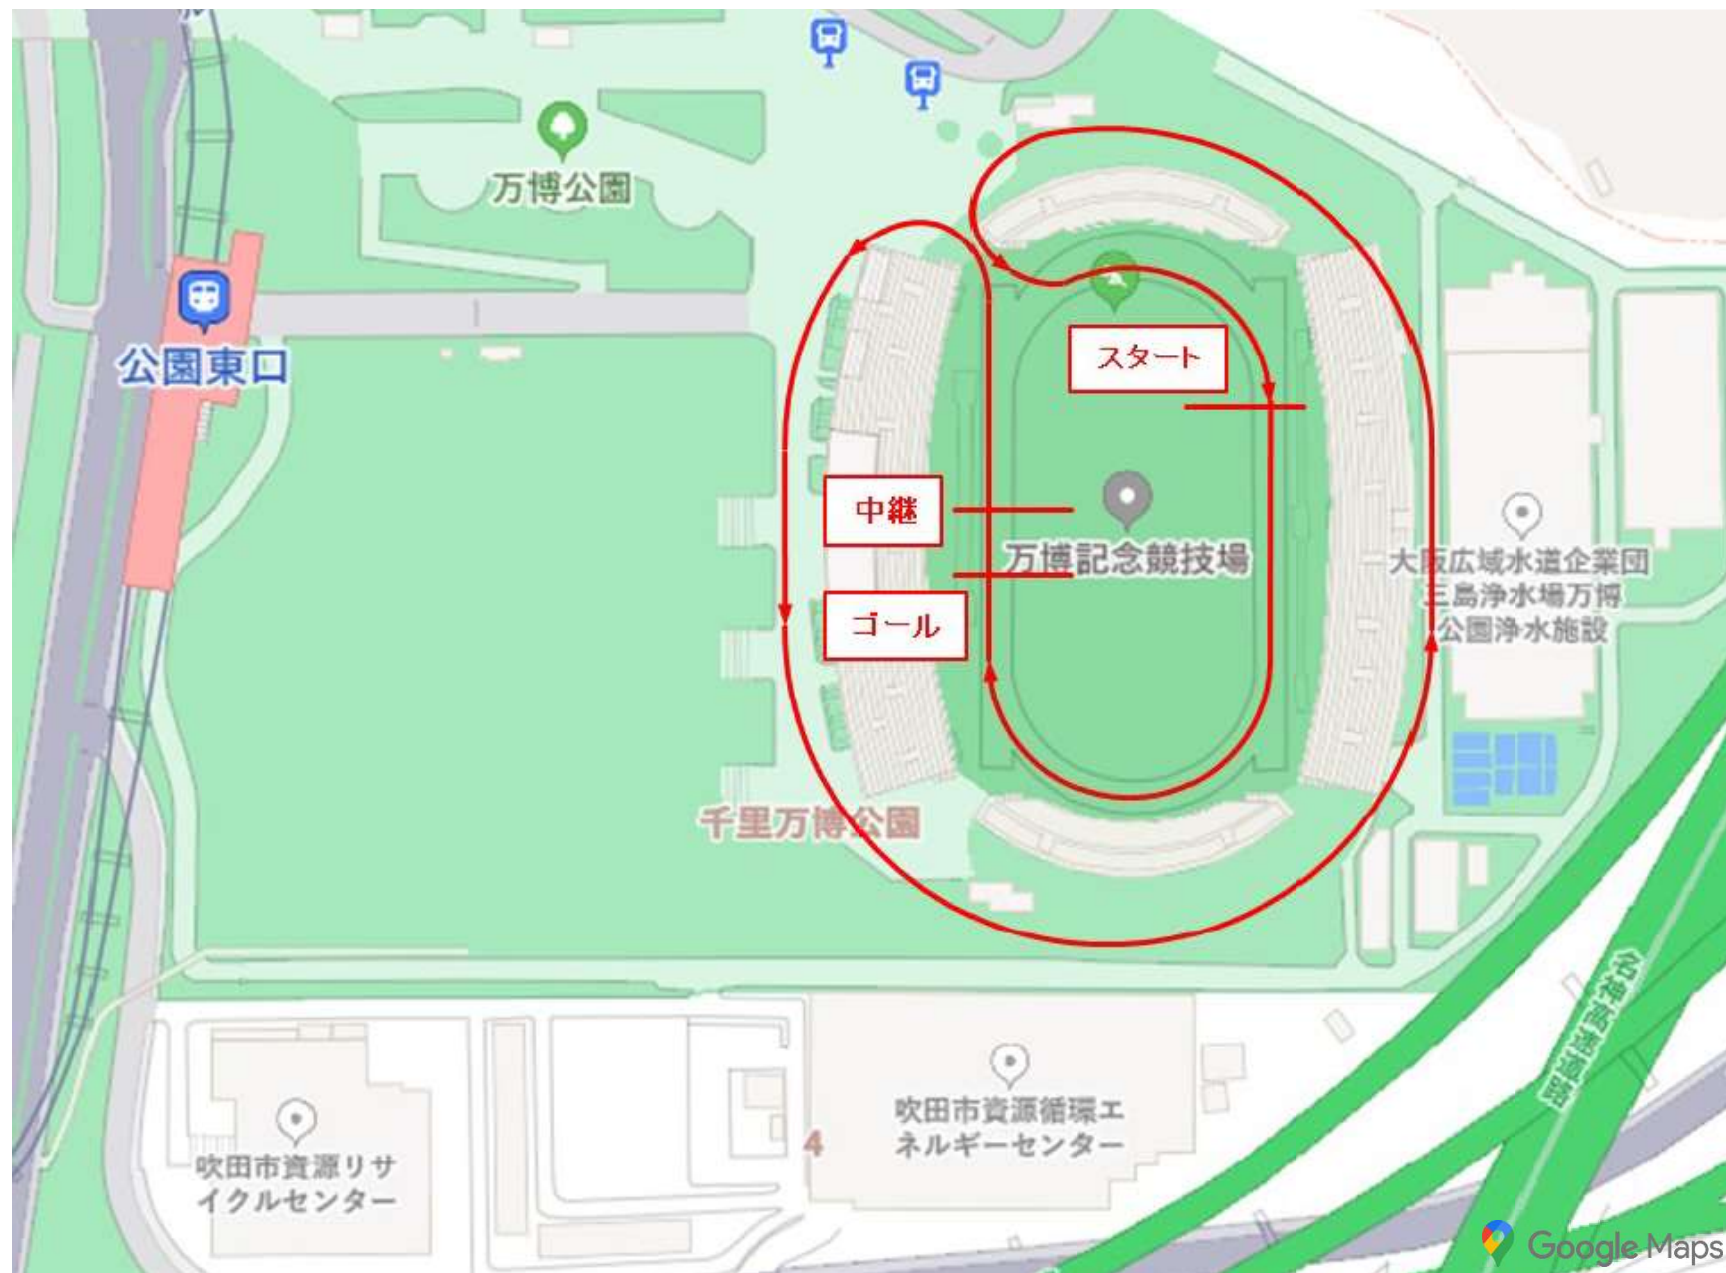 万博公園
公園東口
スタート
中継
万博記念競技場
大阪広域水道企業団
三島浄水場万博
公園浄水施設
ゴール
千里万博公園
名神高速道路
吹田市資源循環エ
ネルギーセンター
4
吹田市資源リサ
イクルセンター
Google Maps